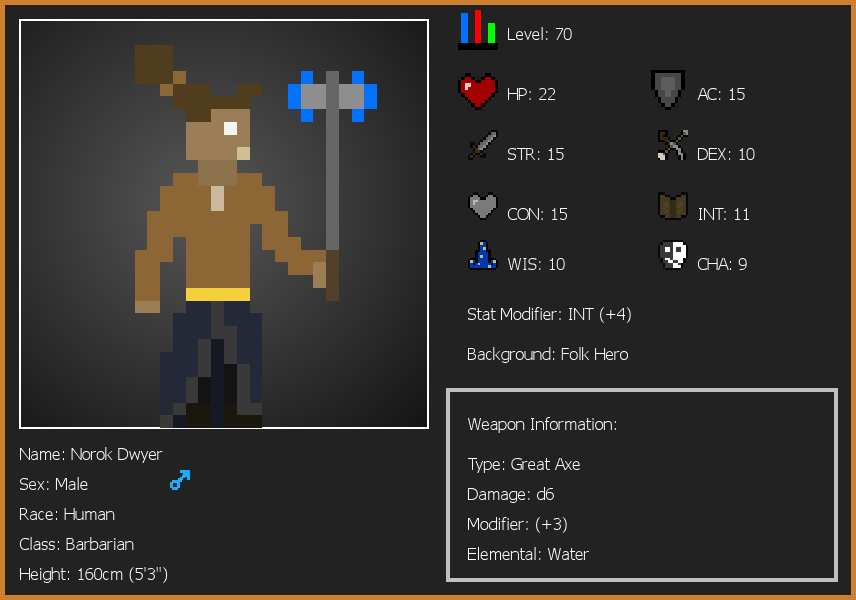 Level: 70
HP: 22
AC: 15
STR: 15
DEX: 10
CON: 15
INT: 11
WIS: 10
CHA: 9
Stat Modifier: INT (+4)
Background: Folk Hero
Weapon Information:
Type: Great Axe
Damage: d6
Modifier: (+3)
Elemental: Water
Name: Norok Dwyer
Sex: Male
Race: Human
Class: Barbarian
Height: 160cm (5'3")